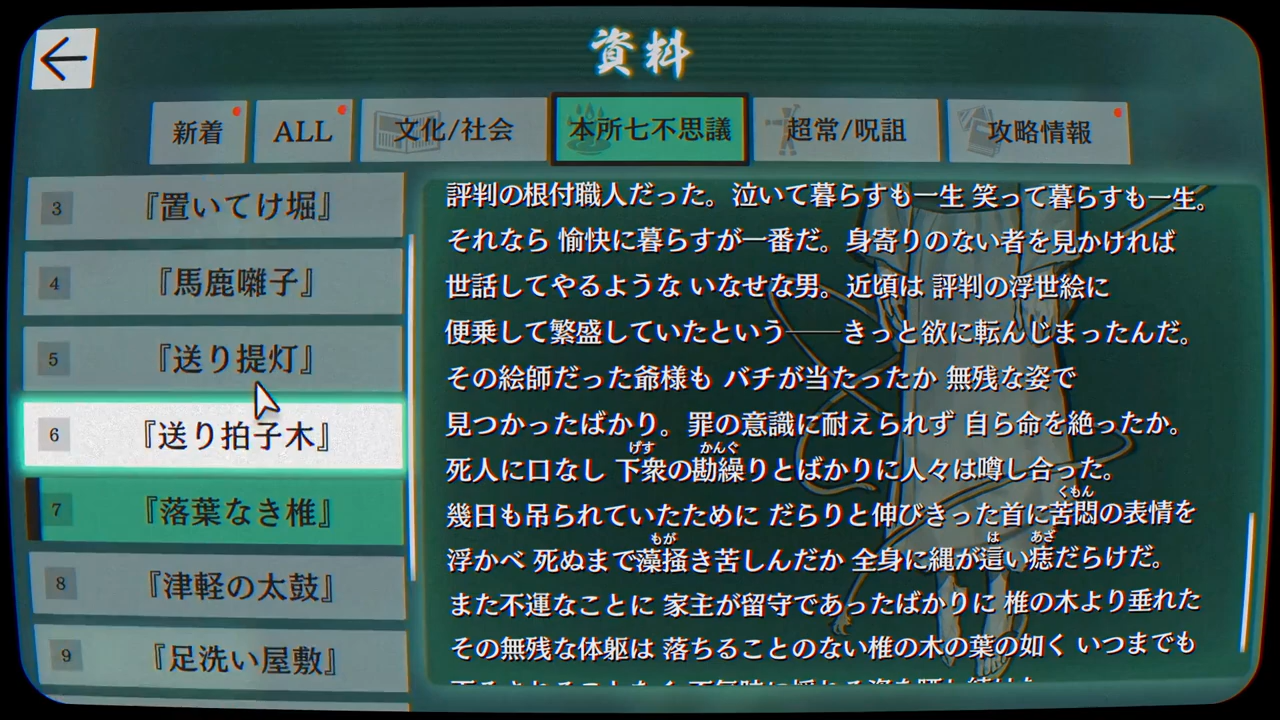 資料
新着
ALL
文化/社会
本所七不思議
超常/呪詛
攻略情報
3 『置いてけ堀』
4 『馬鹿囃子』
5 『送り提灯』
6 『送り拍子木』
7 『落葉なき椎』
8 『津軽の太鼓』
9 『足洗い屋敷』
評判の根付職人だった。泣いて暮らすも一生 笑って暮らすも一生。
それなら 愉快に暮らすが一番だ。身寄りのない者を見かければ
世話してやるような いなせな男。近頃は 評判の浮世絵に
便乗して繁盛していたという──きっと欲に転んじまったんだ。
その絵師だった爺様も バチが当たったか 無残な姿で
見つかったばかり。罪の意識に耐えられず 自ら命を絶ったか。
げす かんぐ
死人に口なし 下衆の勘繰りとばかりに人々は噂し合った。
くもん
幾日も吊られていたために だらりと伸びきった首に苦悶の表情を
もが は あざ
浮かべ 死ぬまで藻掻き苦しんだか 全身に縄が這い痣だらけだ。
また不運なことに 家主が留守であったばかりに 椎の木より垂れた
その無残な体躯は 落ちることのない椎の木の葉の如く いつまでも